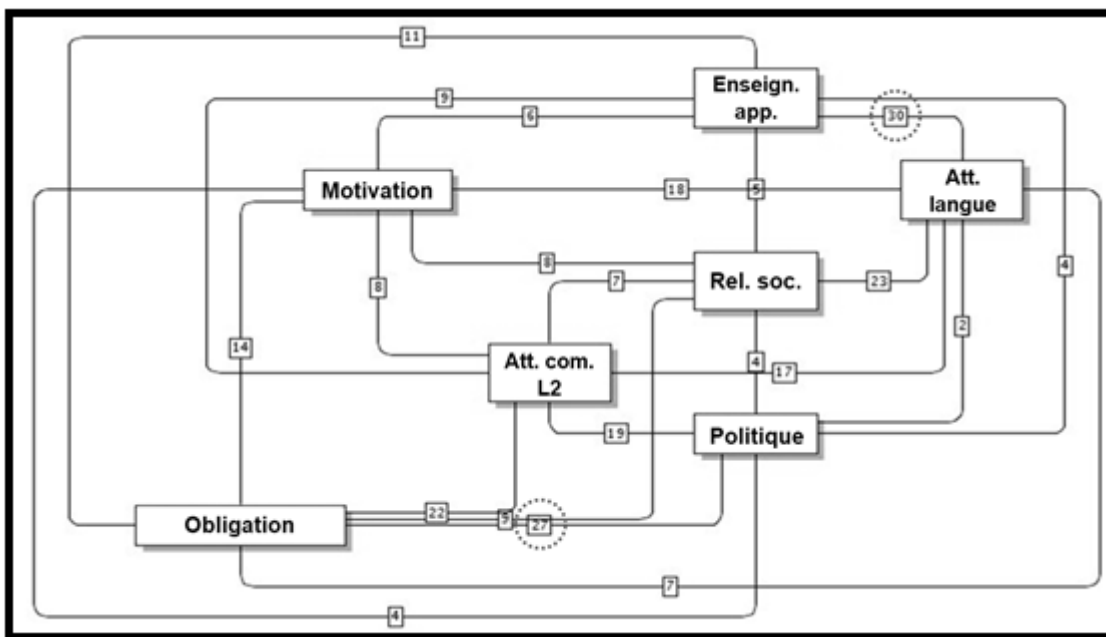 11
Enseign.
app.
9
6
30
Motivation
18
5
Att.
langue
8
Rel. soc.
23
4
8
7
2
14
Att. com.
L2
4
17
19
Politique
Obligation
22
9
27
7
4